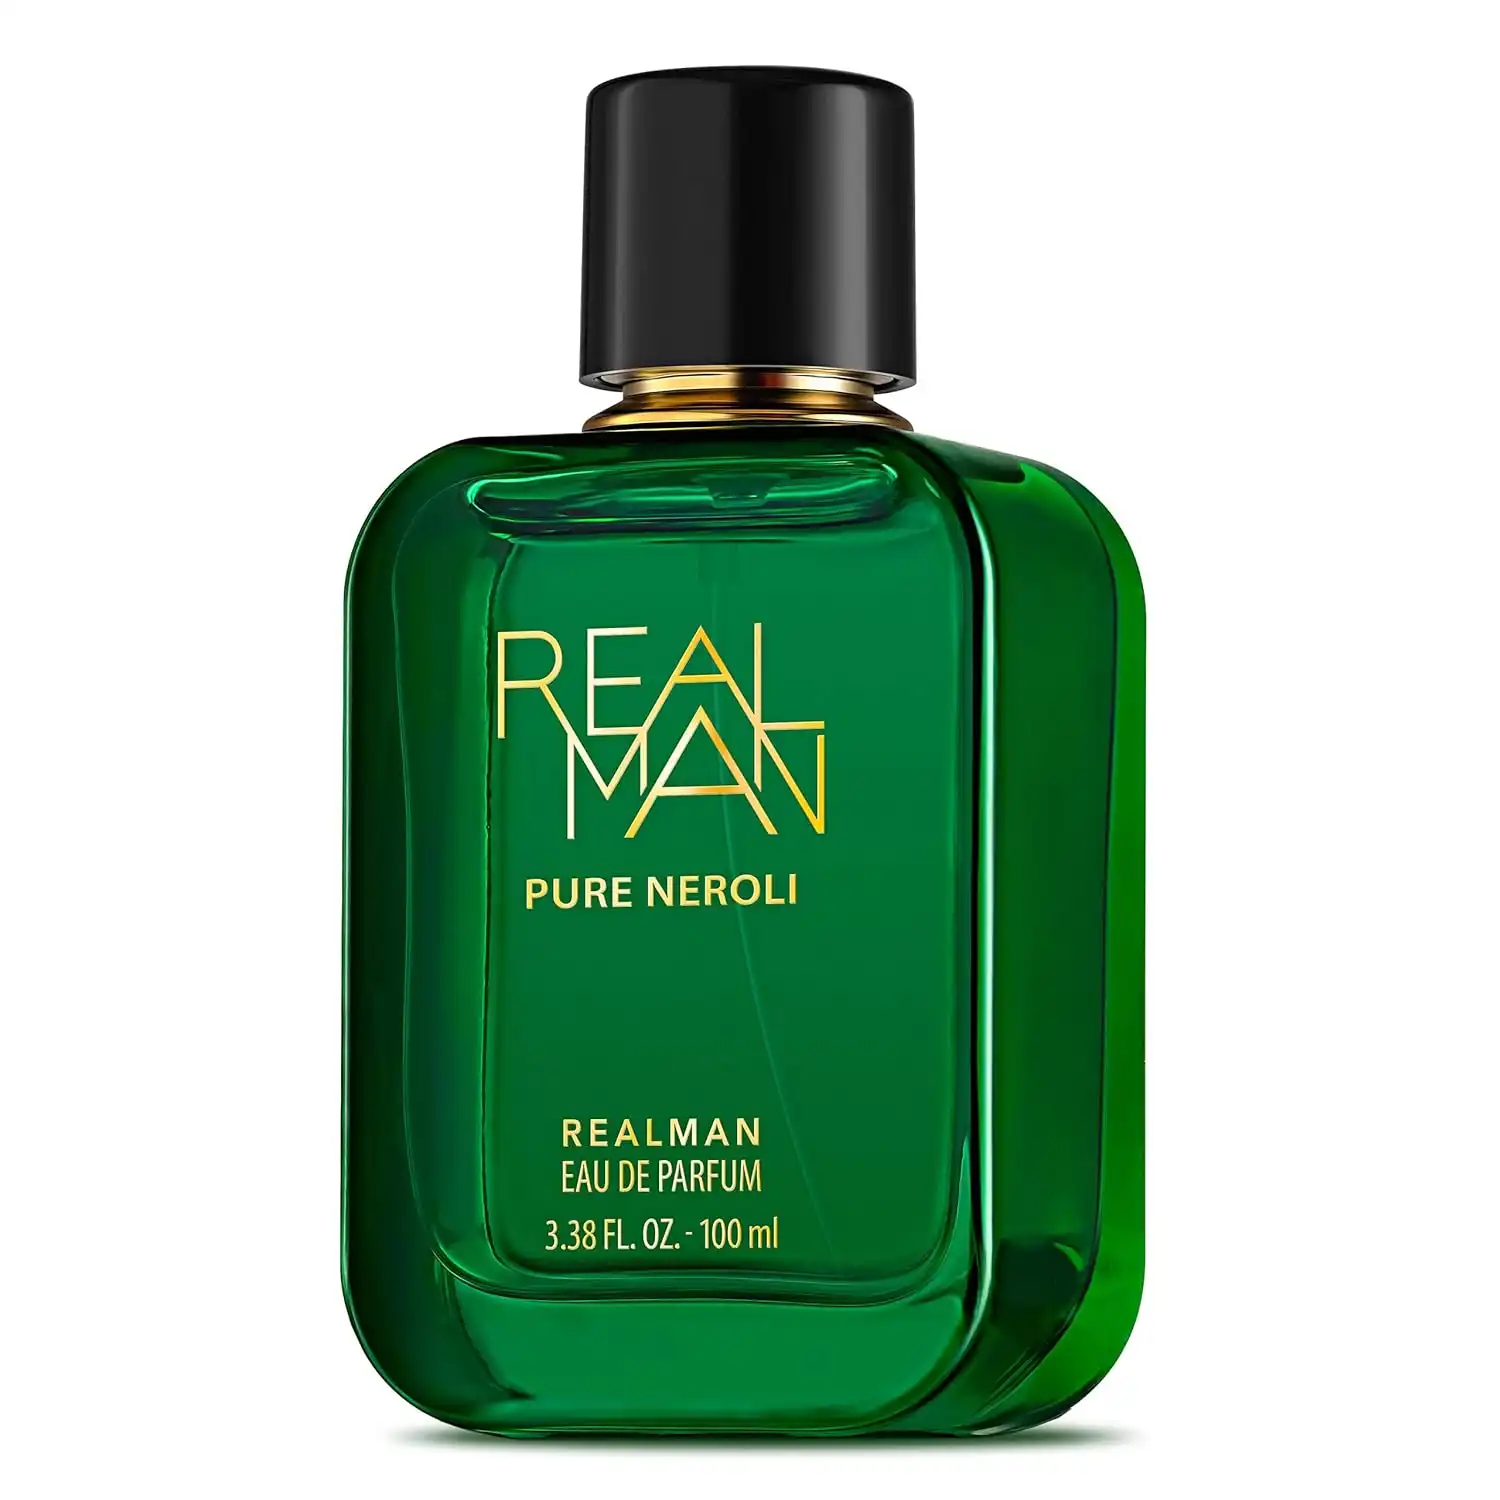 REAL
MAN
PURE NEROLI
REALMAN
EAU DE PARFUM
3.38 FL. OZ. - 100 ml